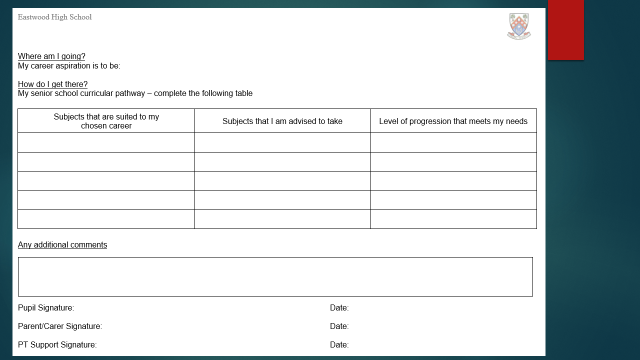 Eastwood High School
Where am I going?
My career aspiration is to be:
How do I get there?
My senior school curricular pathway – complete the following table
Subjects that are suited to my
chosen career
Subjects that I am advised to take
Level of progression that meets my needs
Any additional comments
Pupil Signature: Date:
Parent/Carer Signature: Date:
PT Support Signature: Date: